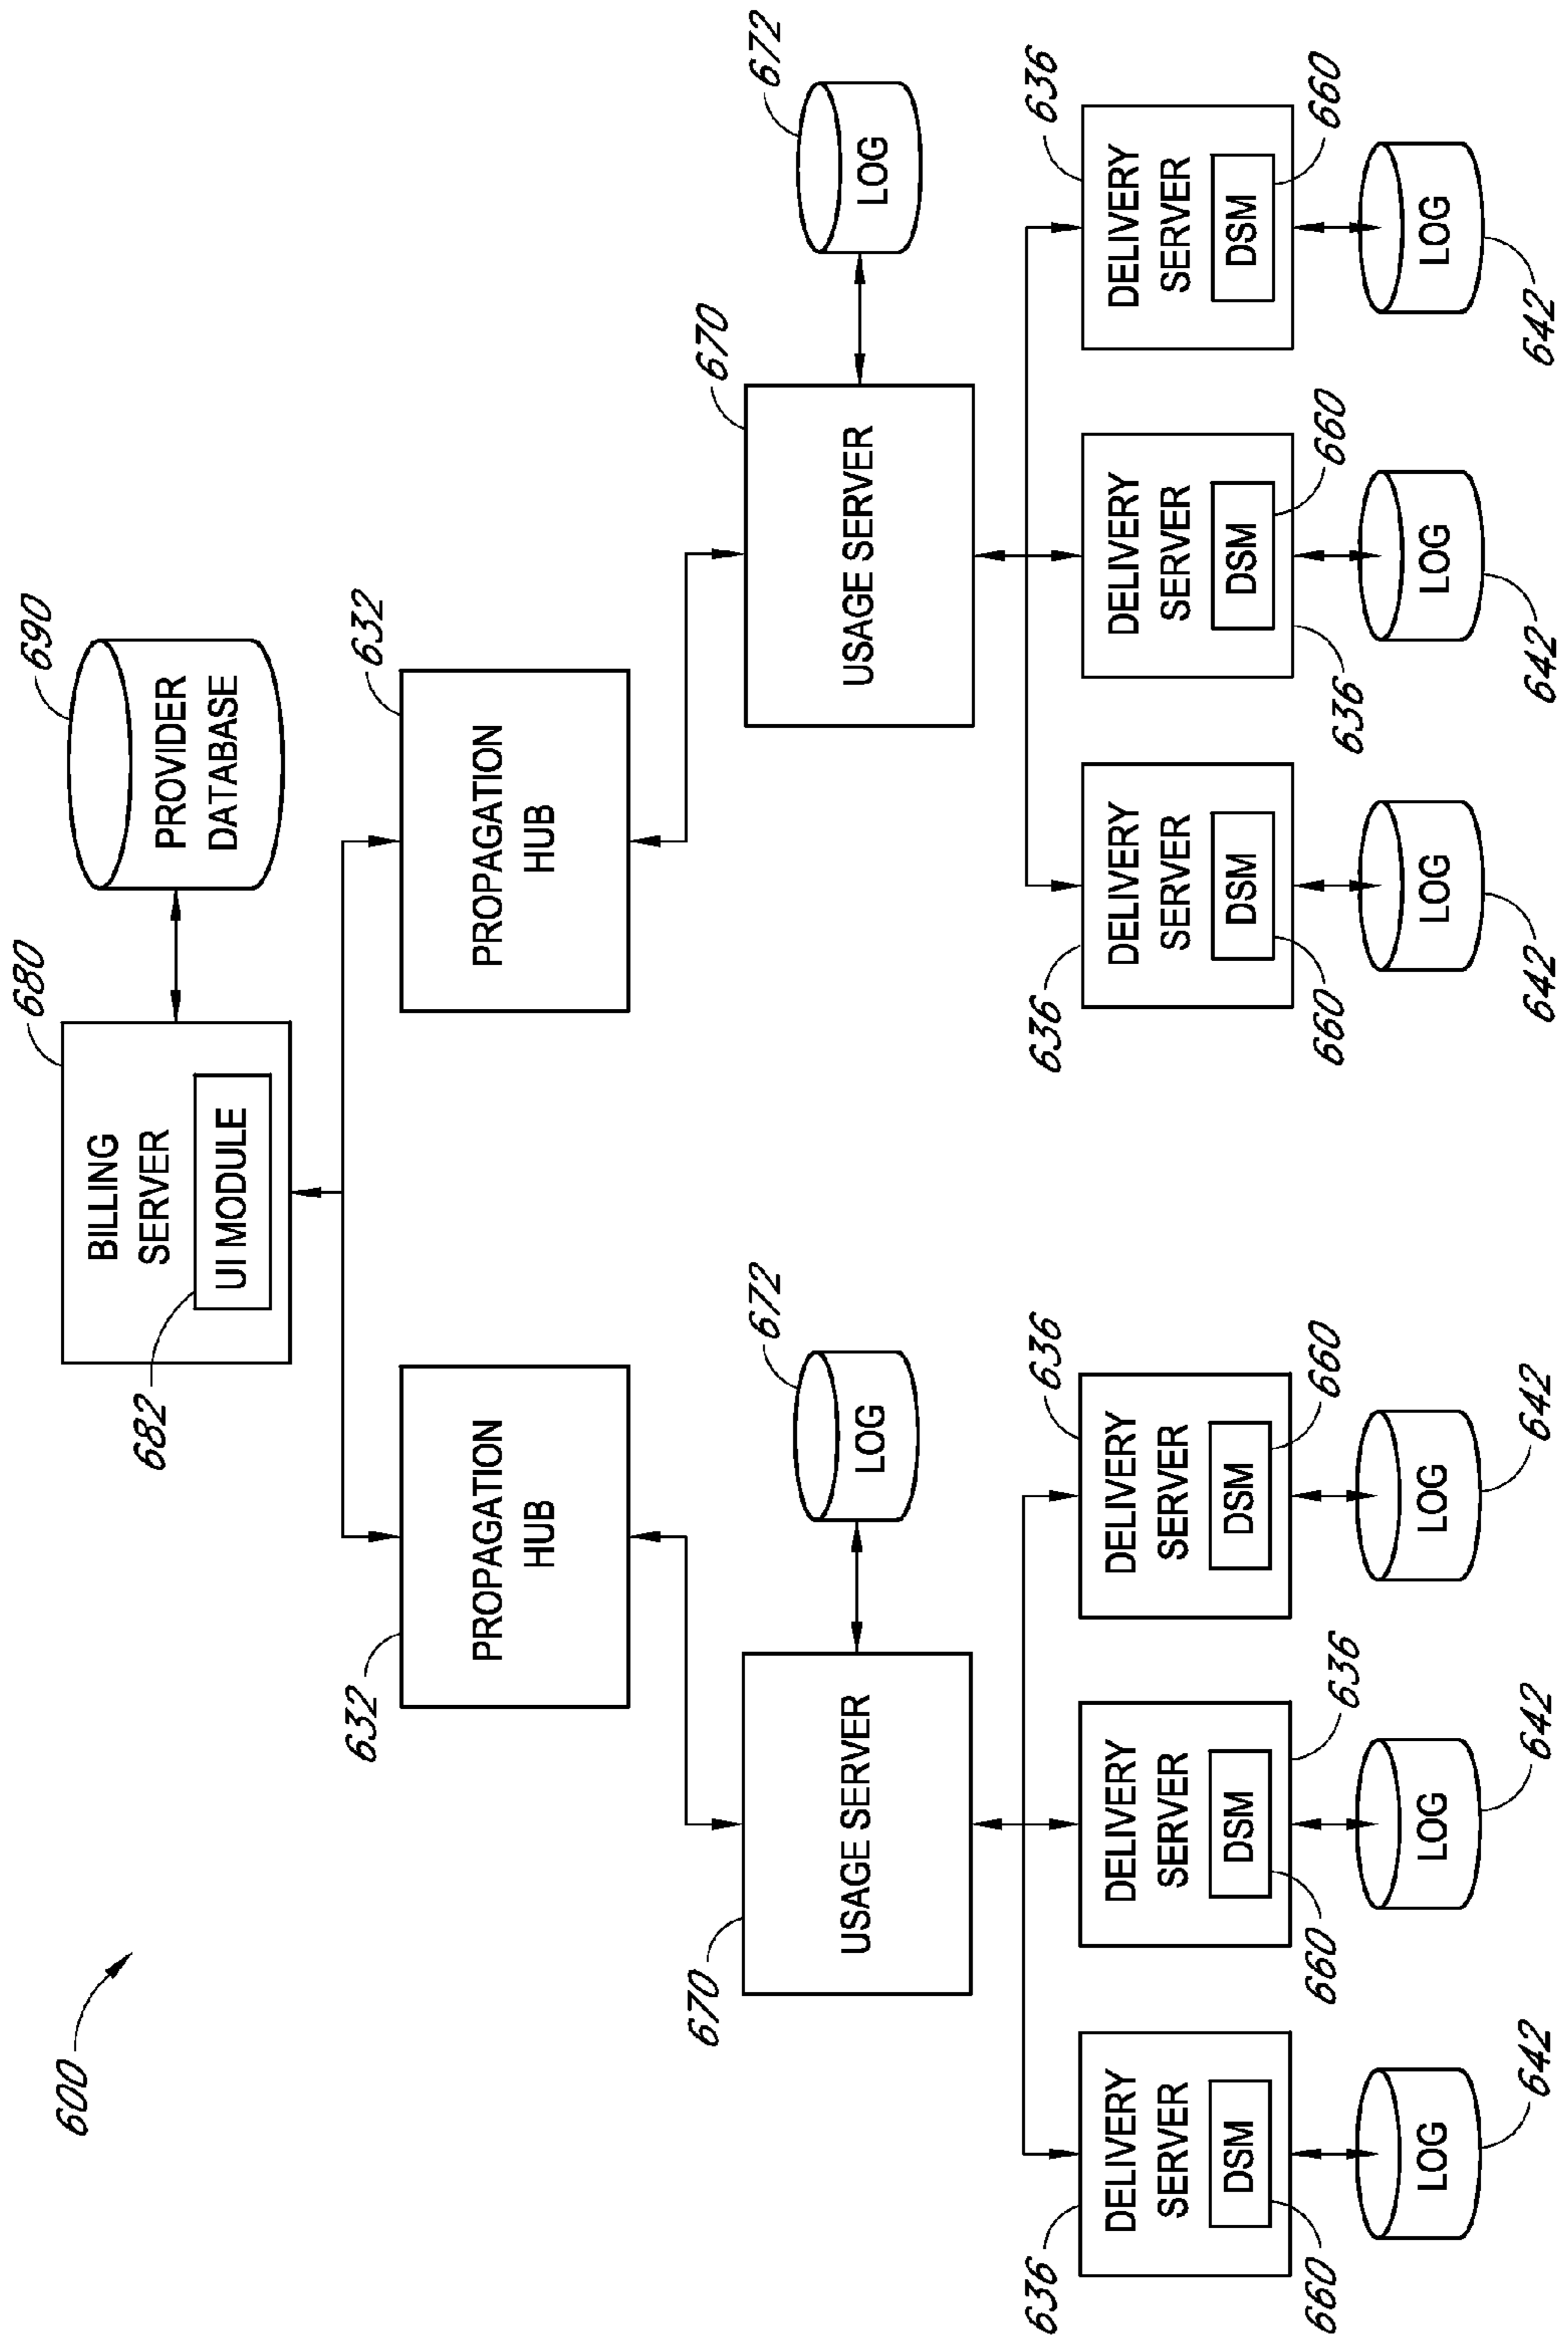 600
680
BILLING
SERVER
UI MODULE
682
690
PROVIDER
DATABASE
632
PROPAGATION
HUB
632
PROPAGATION
HUB
670
USAGE SERVER
672
LOG
670
USAGE SERVER
672
LOG
636
DELIVERY
SERVER
DSM
660
LOG
642
DELIVERY
SERVER
636
DSM
660
LOG
642
636
DELIVERY
SERVER
DSM
660
LOG
642
636
DELIVERY
SERVER
DSM
660
LOG
642
DELIVERY
SERVER
DSM
660
636
LOG
642
636
DELIVERY
SERVER
DSM
660
LOG
642